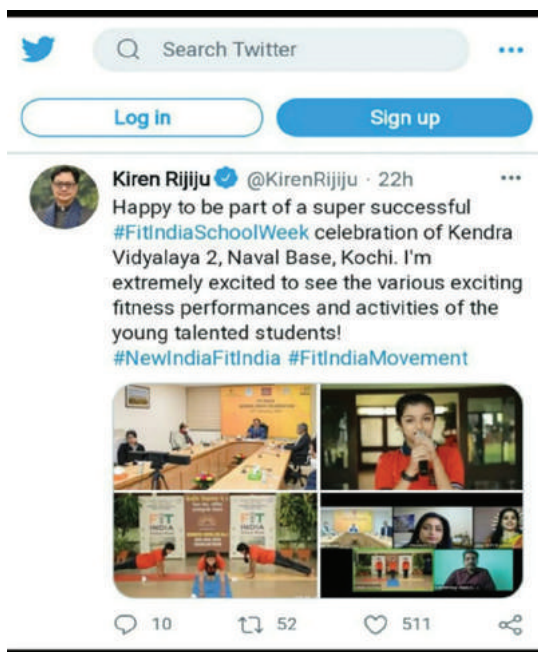 Search Twitter
Log in
Sign up
Kiren Rijiju @KirenRijiju · 22h
Happy to be part of a super successful
#FitIndiaSchoolWeek celebration of Kendra
Vidyalaya 2, Naval Base, Kochi. I'm
extremely excited to see the various exciting
fitness performances and activities of the
young talented students!
#NewIndiaFitIndia #FitIndiaMovement
FIT
INDIA
FIT
INDIA
10
52
511